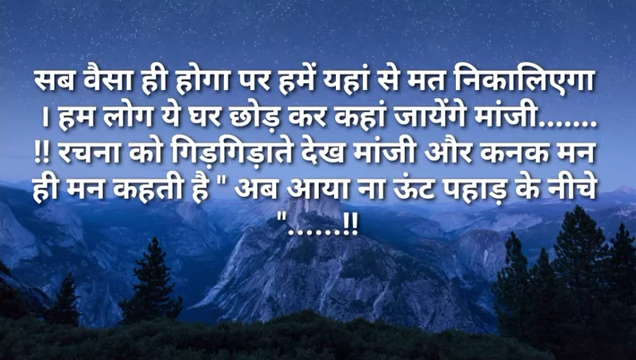 सब वैसा ही होगा पर हमें यहां से मत निकालिएगा
। हम लोग ये घर छोड़ कर कहां जायेंगे मांजी.......
!! रचना को गिड़गिड़ाते देख मांजी और कनक मन
ही मन कहती है " अब आया ना ऊंट पहाड़ के नीचे
"......!!